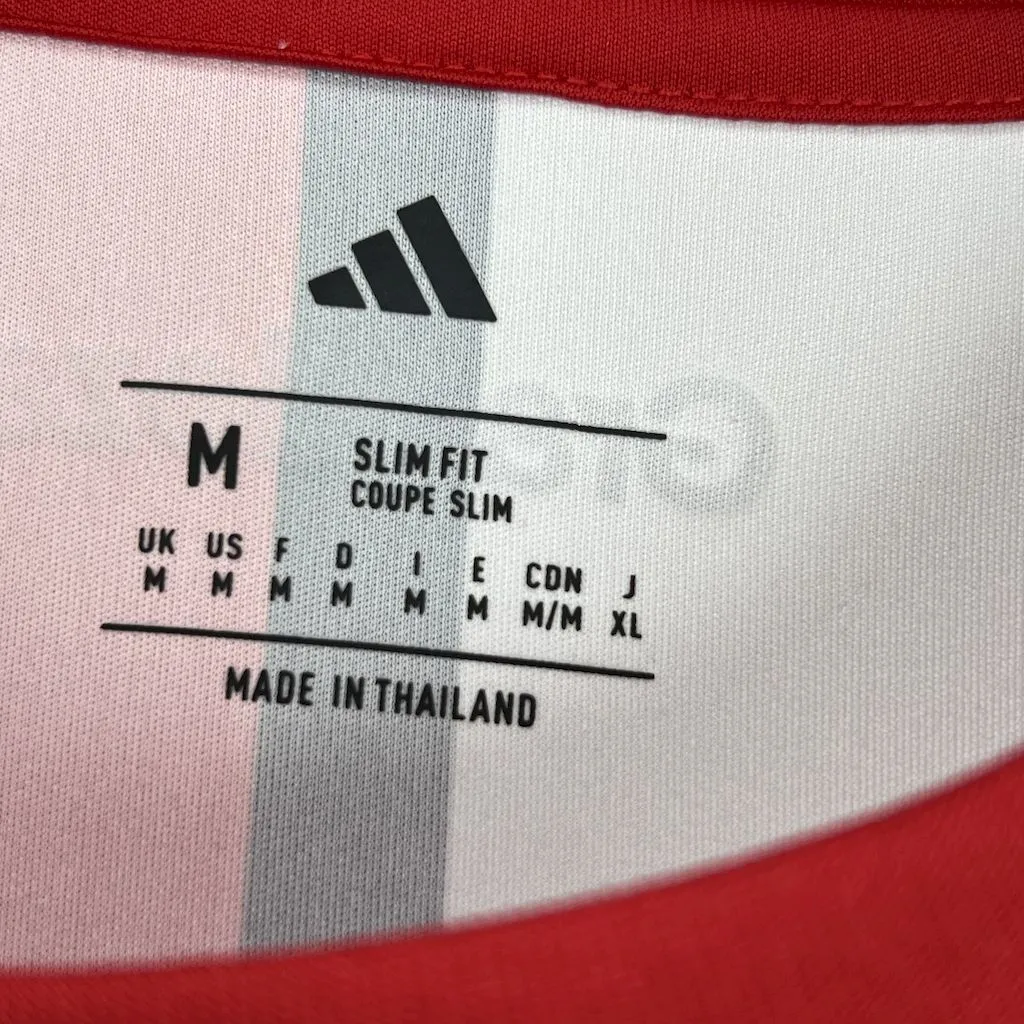 M
SLIM FIT
COUPE SLIM
UK US F D I E CDN J
M M M M M M M/M XL
MADE IN THAILAND